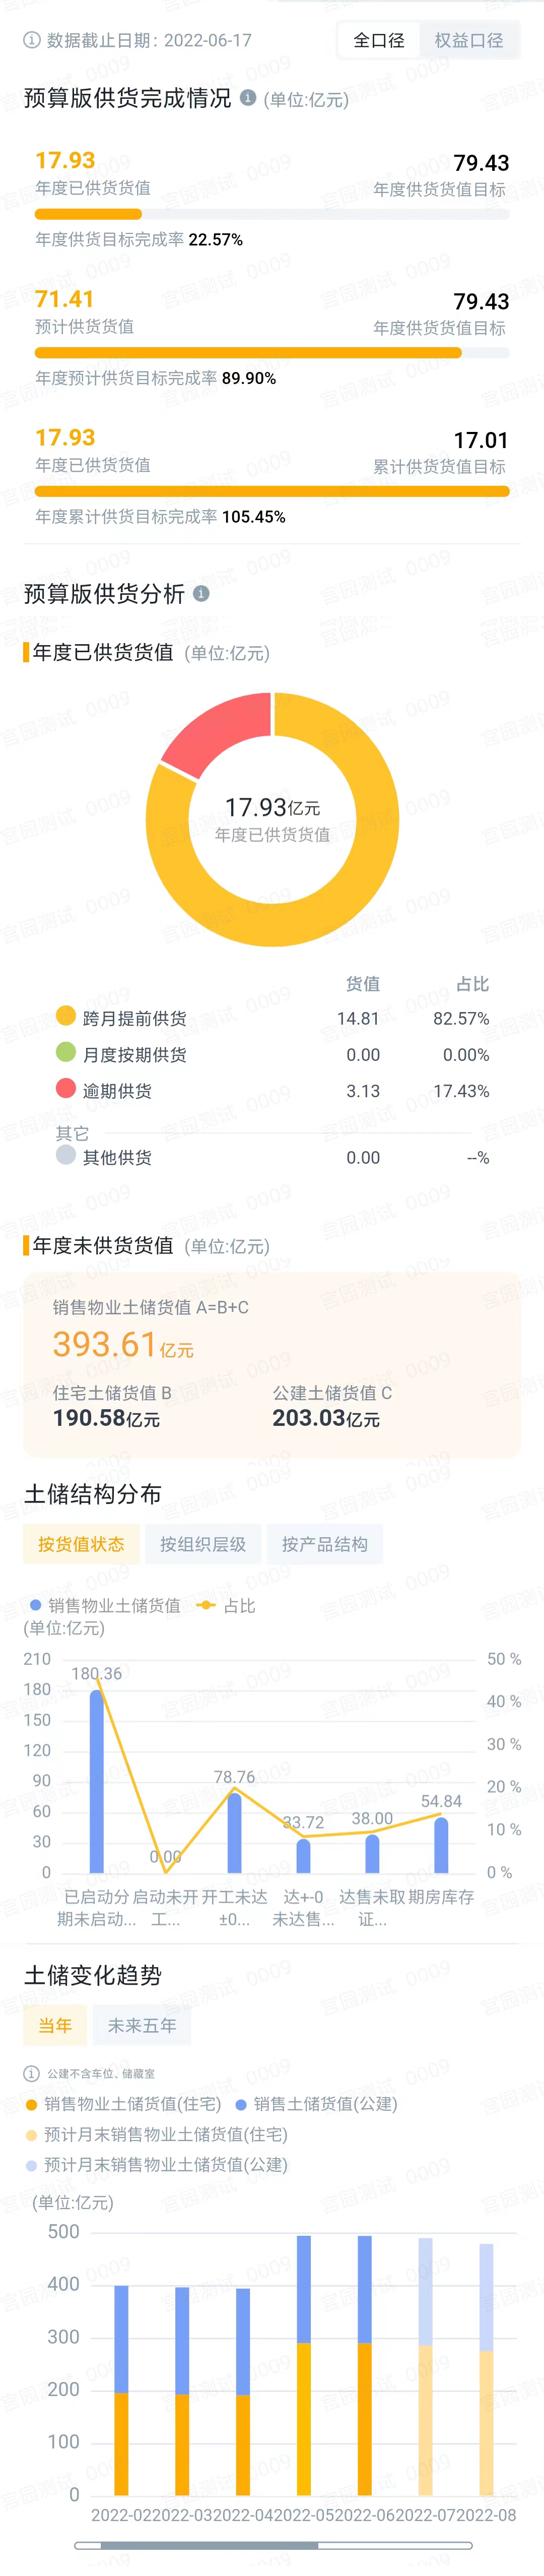 数据截止日期：2022-06-17
全口径 权益口径
预算版供货完成情况 (单位:亿元)
17.93 79.43
年度已供货货值 年度供货货值目标
年度供货目标完成率 22.57%
71.41 79.43
预计供货货值 年度供货货值目标
年度预计供货目标完成率 89.90%
17.93 17.01
年度已供货货值 累计供货货值目标
年度累计供货目标完成率 105.45%
预算版供货分析
年度已供货货值 (单位:亿元)
17.93亿元
年度已供货货值
货值 占比
跨月提前供货 14.81 82.57%
月度按期供货 0.00 0.00%
逾期供货 3.13 17.43%
其它
其他供货 0.00 --%
年度未供货货值 (单位:亿元)
销售物业土储货值 A=B+C
393.61亿元
住宅土储货值 B 公建土储货值 C
190.58亿元 203.03亿元
土储结构分布
按货值状态 按组织层级 按产品结构
销售物业土储货值 占比
(单位:亿元)
210 50 %
180 40 %
150
120 30 %
90 20 %
60 10 %
30
0 0 %
180.36
0.00
78.76
33.72
38.00
54.84
已启动分 启动未开 开工未达 达+-0 达售未取 期房库存
期未启动... 工... ±0... 未达售... 证...
土储变化趋势
当年 未来五年
公建不含车位、储藏室
销售物业土储货值(住宅) 销售土储货值(公建)
预计月末销售物业土储货值(住宅)
预计月末销售物业土储货值(公建)
(单位:亿元)
500
400
300
200
100
0
2022-02 2022-03 2022-04 2022-05 2022-06 2022-07 2022-08
官园测试 0009